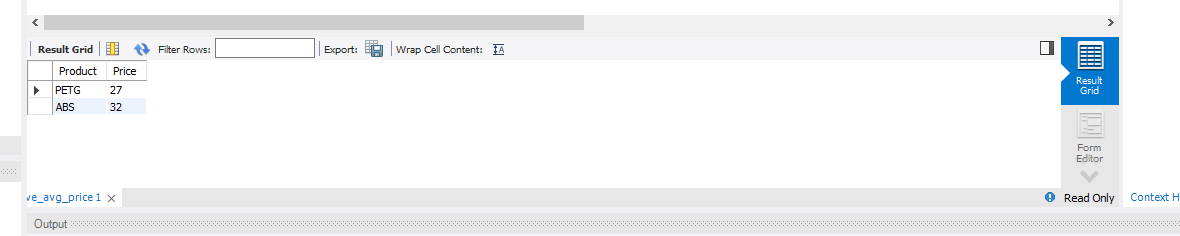 Result Grid Filter Rows: Export: Wrap Cell Content:
Product Price
PETG 27
ABS 32
Result
Grid
Form
Editor
ve_avg_price 1
Read Only
Context H
Output